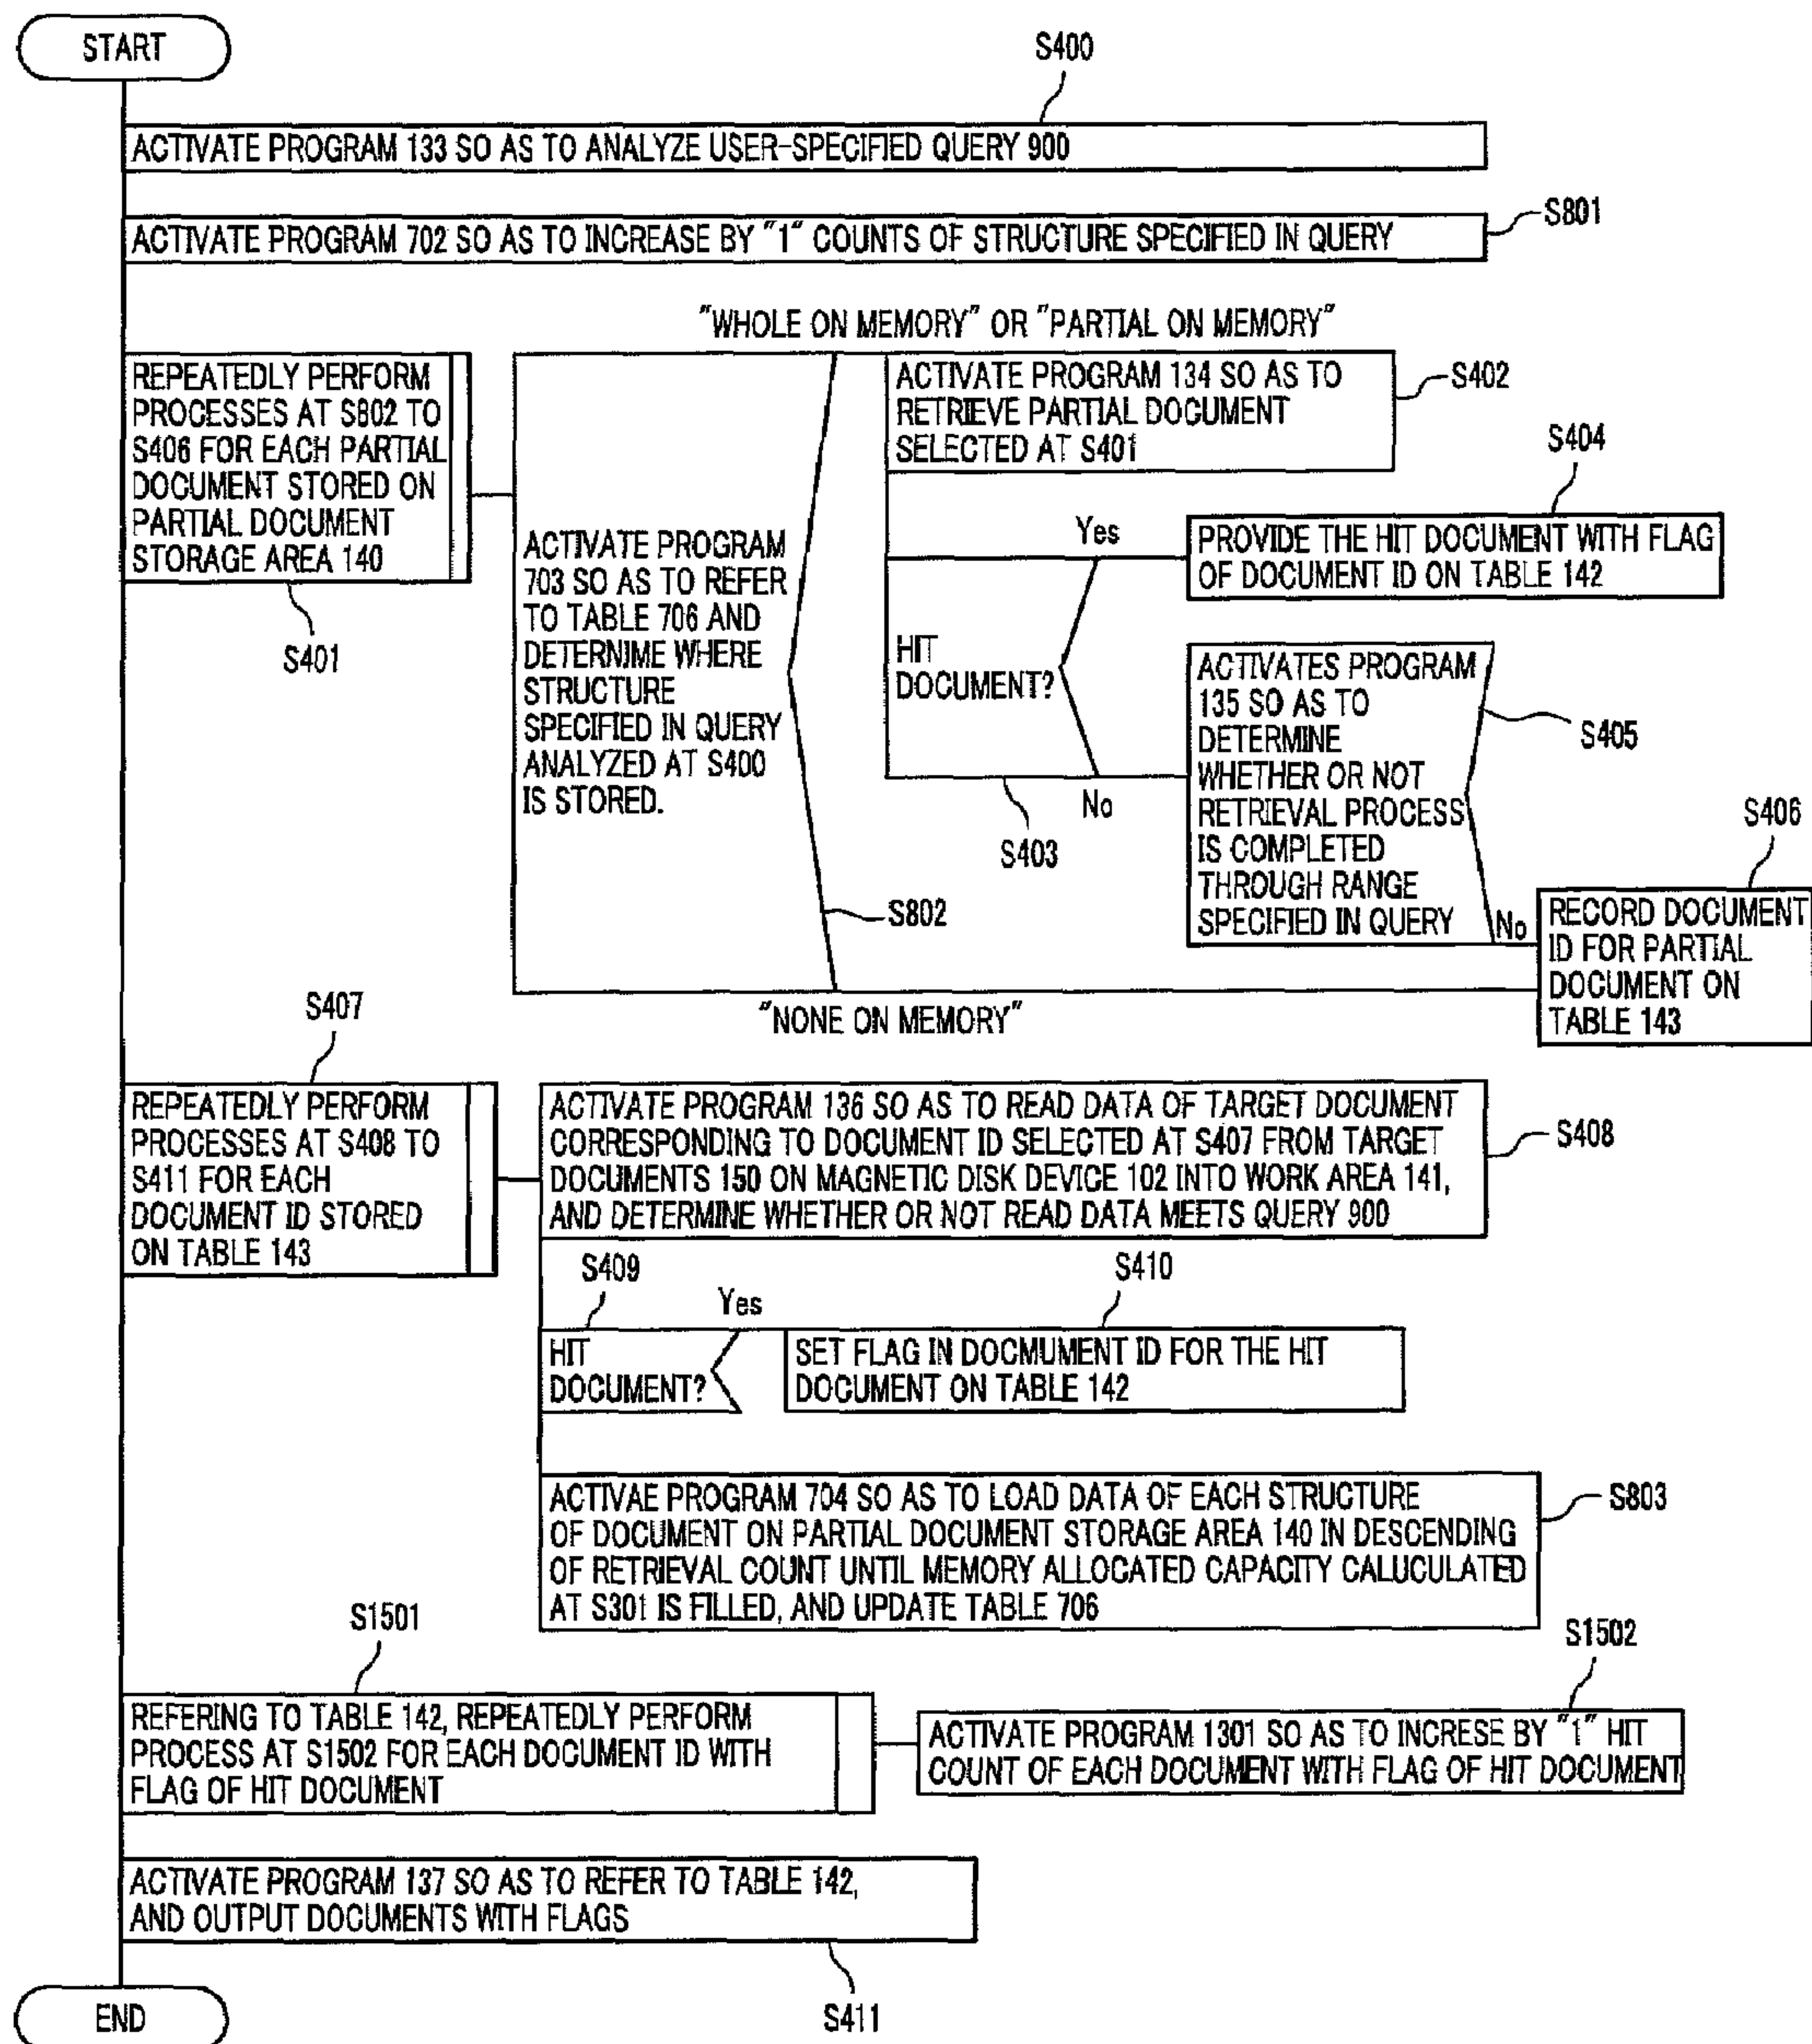 START
S400
ACTIVATE PROGRAM 133 SO AS TO ANALYZE USER-SPECIFIED QUERY 900
S801
ACTIVATE PROGRAM 702 SO AS TO INCREASE BY "1" COUNTS OF STRUCTURE SPECIFIED IN QUERY
"WHOLE ON MEMORY" OR "PARTIAL ON MEMORY"
REPEATEDLY PERFORM
PROCESSES AT S802 TO
S406 FOR EACH PARTIAL
DOCUMENT STORED ON
PARTIAL DOCUMENT
STORAGE AREA 140
S401
ACTIVATE PROGRAM
703 SO AS TO REFER
TO TABLE 706 AND
DETERNIME WHERE
STRUCTURE
SPECIFIED IN QUERY
ANALYZED AT S400
IS STORED.
S802
ACTIVATE PROGRAM 134 SO AS TO
RETRIEVE PARTIAL DOCUMENT
SELECTED AT S401
S402
HIT
DOCUMENT?
S403
Yes
S404
PROVIDE THE HIT DOCUMENT WITH FLAG
OF DOCUMENT ID ON TABLE 142
No
ACTIVATES PROGRAM
135 SO AS TO
DETERMINE
WHETHER OR NOT
RETRIEVAL PROCESS
IS COMPLETED
THROUGH RANGE
SPECIFIED IN QUERY
S405
No
S406
RECORD DOCUMENT
ID FOR PARTIAL
DOCUMENT ON
TABLE 143
"NONE ON MEMORY"
S407
REPEATEDLY PERFORM
PROCESSES AT S408 TO
S411 FOR EACH
DOCUMENT ID STORED
ON TABLE 143
ACTIVATE PROGRAM 136 SO AS TO READ DATA OF TARGET DOCUMENT
CORRESPONDING TO DOCUMENT ID SELECTED AT S407 FROM TARGET
DOCUMENTS 150 ON MAGNETIC DISK DEVICE 102 INTO WORK AREA 141,
AND DETERMINE WHETHER OR NOT READ DATA MEETS QUERY 900
S408
S409
HIT
DOCUMENT?
Yes
S410
SET FLAG IN DOCMUMENT ID FOR THE HIT
DOCUMENT ON TABLE 142
ACTIVAE PROGRAM 704 SO AS TO LOAD DATA OF EACH STRUCTURE
OF DOCUMENT ON PARTIAL DOCUMENT STORAGE AREA 140 IN DESCENDING
OF RETRIEVAL COUNT UNTIL MEMORY ALLOCATED CAPACITY CALUCULATED
AT S301 IS FILLED, AND UPDATE TABLE 706
S803
S1501
REFERING TO TABLE 142, REPEATEDLY PERFORM
PROCESS AT S1502 FOR EACH DOCUMENT ID WITH
FLAG OF HIT DOCUMENT
S1502
ACTIVATE PROGRAM 1301 SO AS TO INCRESE BY "1" HIT
COUNT OF EACH DOCUMENT WITH FLAG OF HIT DOCUMENT
ACTIVATE PROGRAM 137 SO AS TO REFER TO TABLE 142,
AND OUTPUT DOCUMENTS WITH FLAGS
S411
END